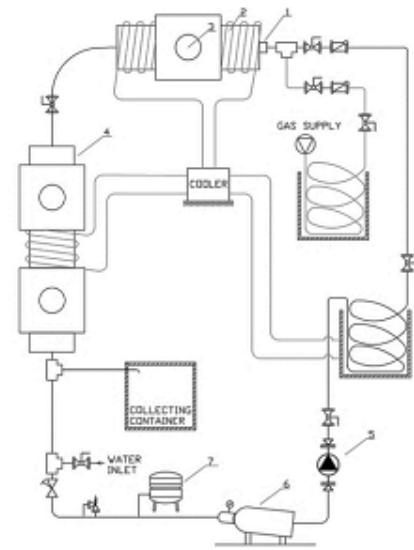 1
2
3
4
GAS SUPPLY
COOLER
COLLECTING
CONTAINER
5
WATER
INLET
7
6